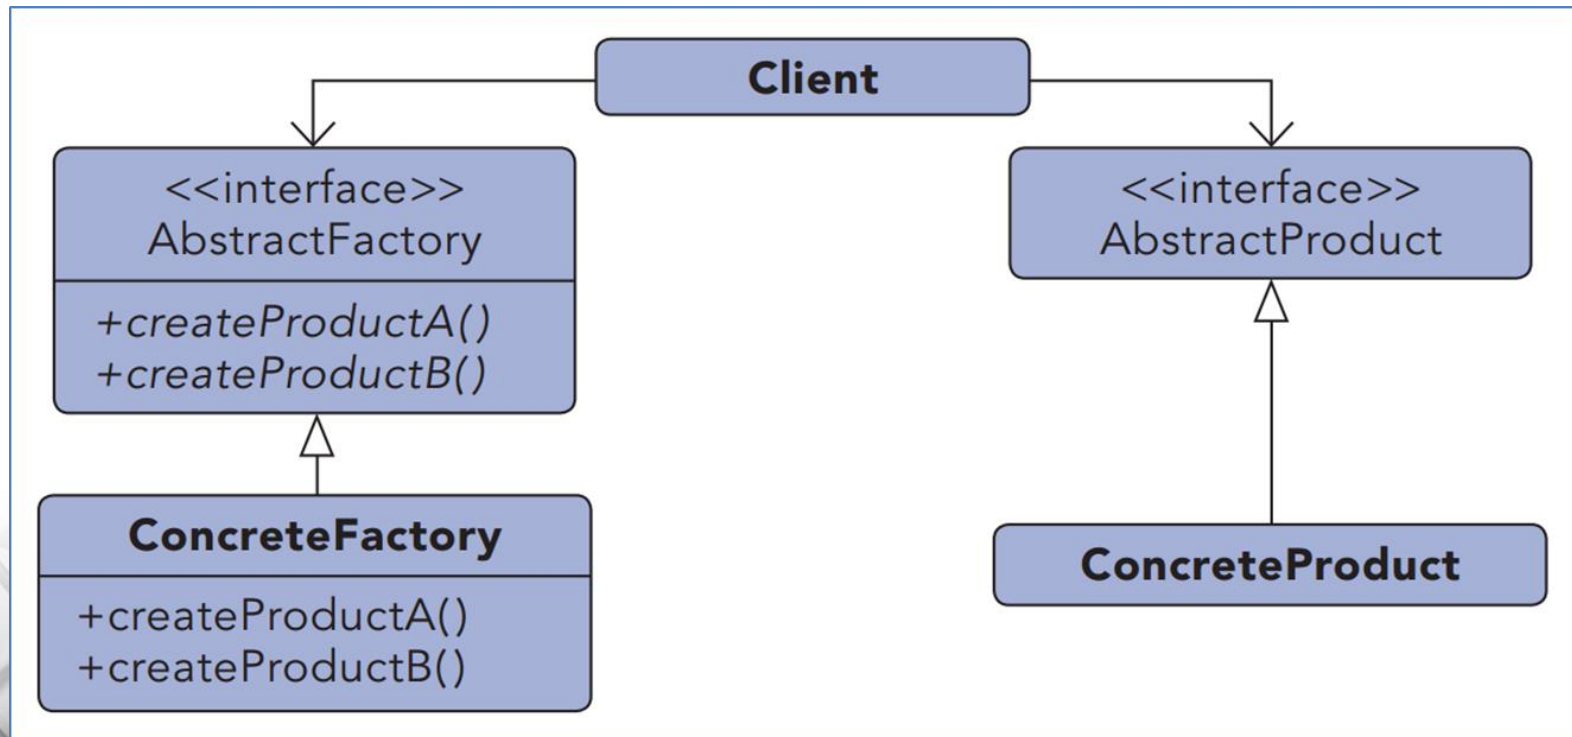 Client
<<interface>>
AbstractFactory
+createProductA()
+createProductB()
<<interface>>
AbstractProduct
ConcreteFactory
+createProductA()
+createProductB()
ConcreteProduct